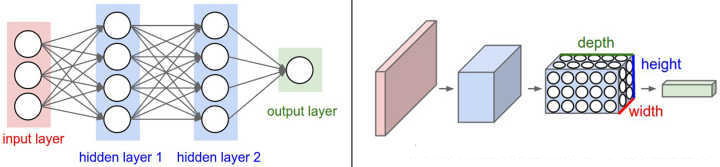 input layer
hidden layer 1
hidden layer 2
output layer
depth
height
width